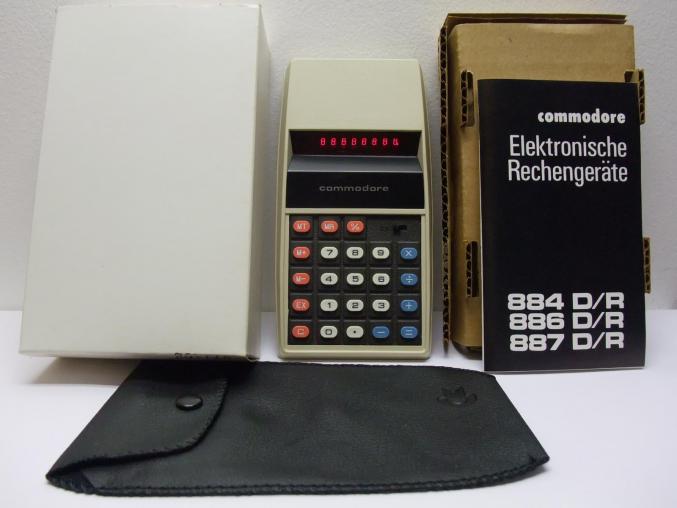 88888888.
commodore
MT MR %
M+ 7 8 9 ×
M- 4 5 6 ÷
EX 1 2 3 +
C 0 • − =
commodore
Elektronische
Rechengeräte
884 D/R
886 D/R
887 D/R